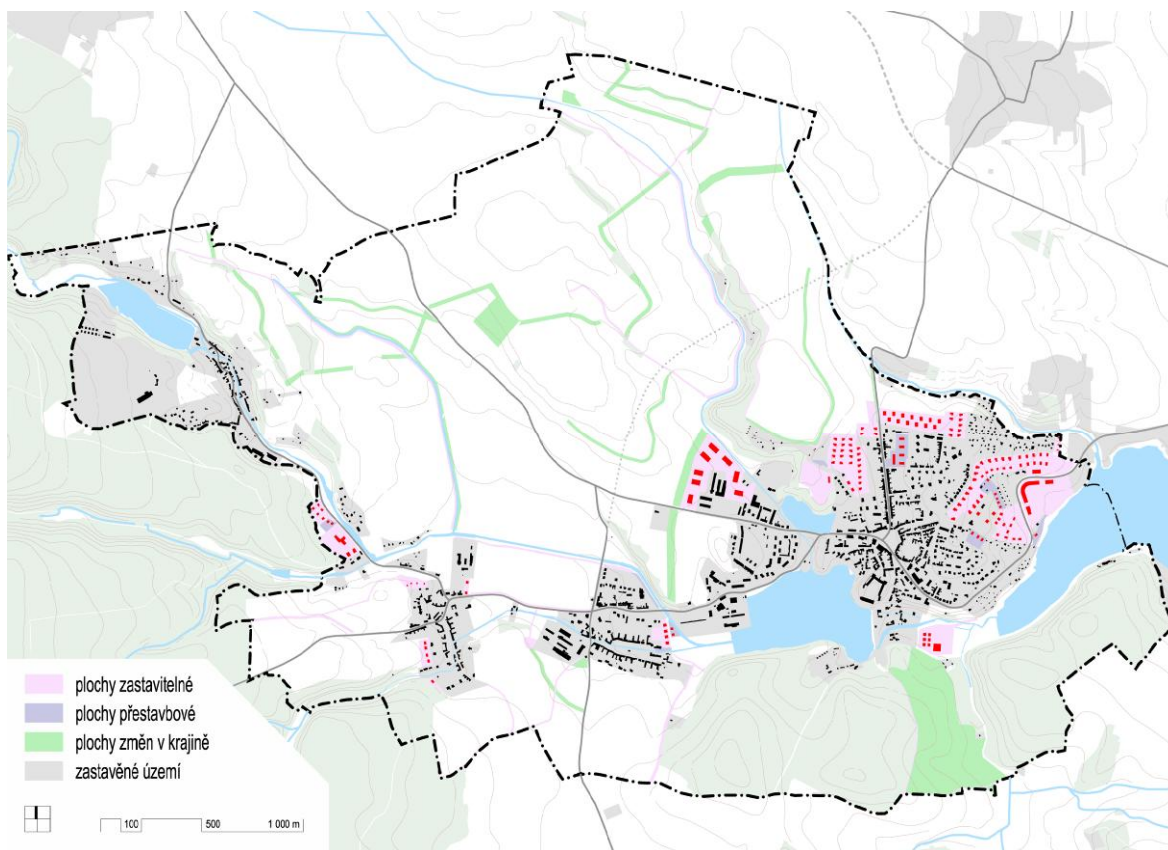 plochy zastavitelné
plochy přestavbové
plochy změn v krajině
zastavěné území
100 500 1 000 m